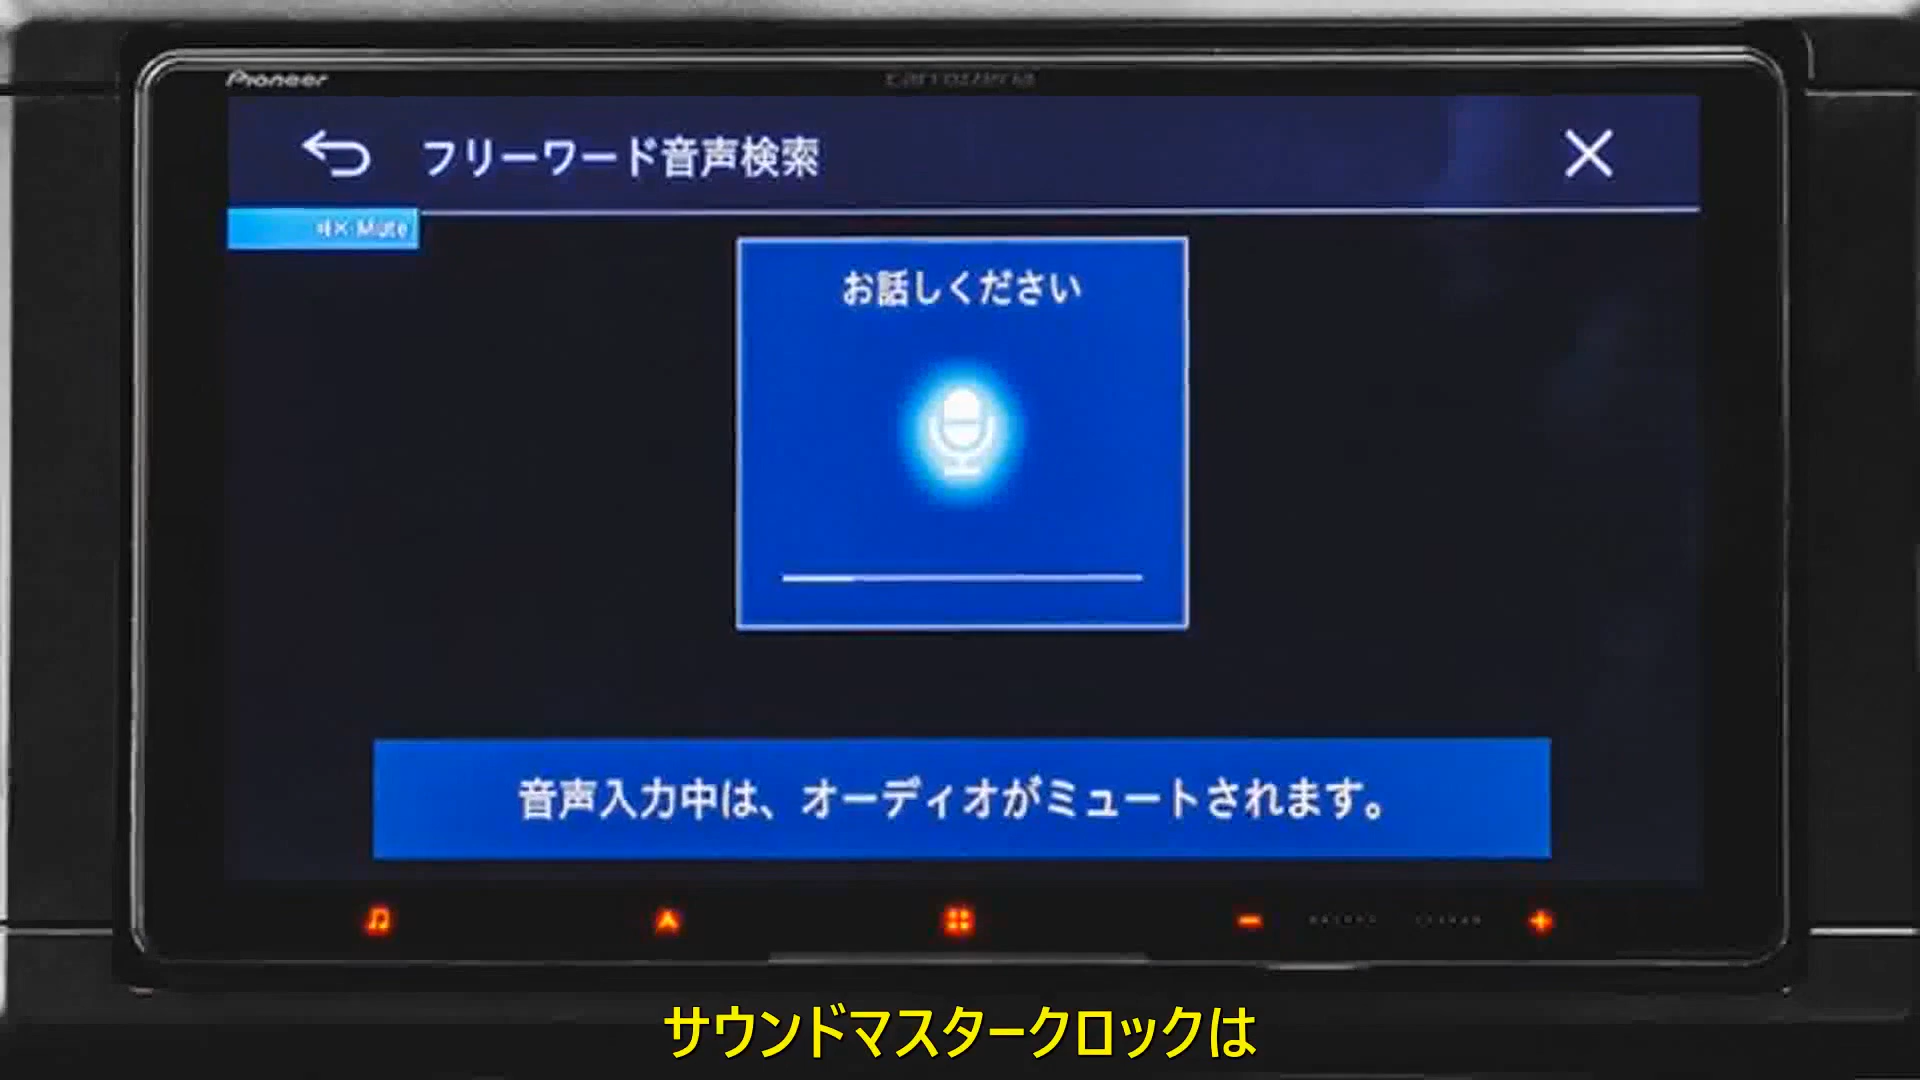 Pioneer
carrozzeria
フリーワード音声検索
Mute
お話しください
音声入力中は、オーディオがミュートされます。
サウンドマスタークロックは